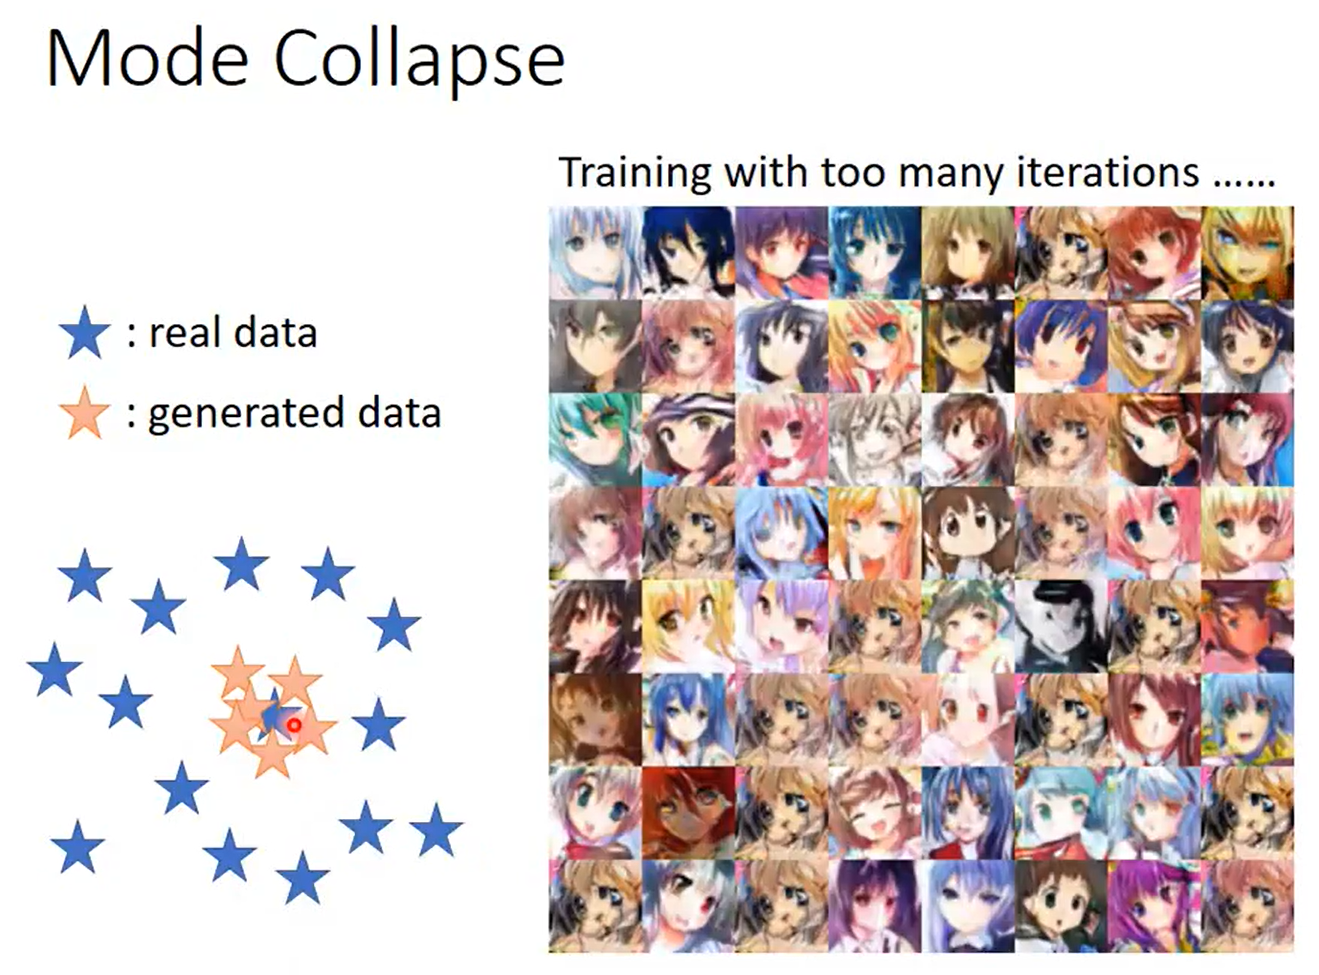 Mode Collapse
Training with too many iterations ......
: real data
: generated data